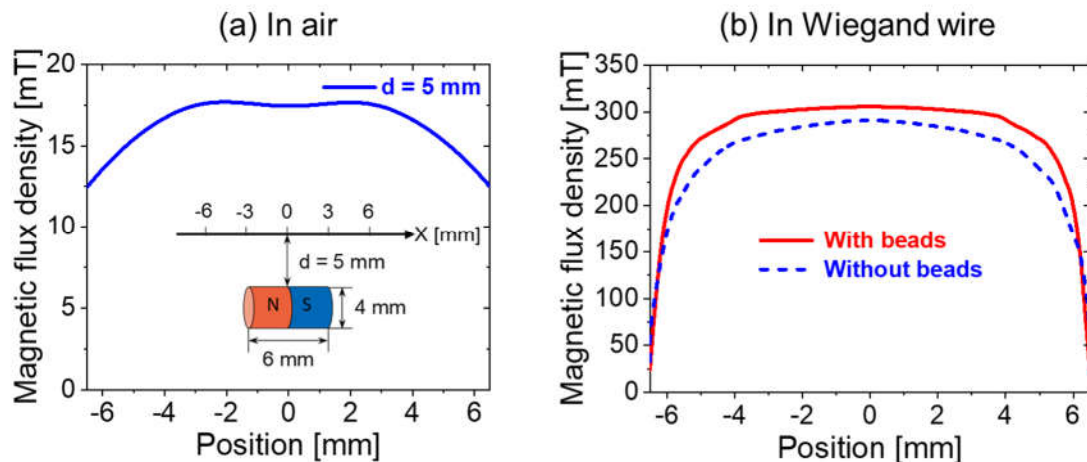 (a) In air
Magnetic flux density [mT]
20
15
10
5
0
d = 5 mm
-6 -3 0 3 6
X [mm]
d = 5 mm
N S
4 mm
6 mm
-6 -4 -2 0 2 4 6
Position [mm]
(b) In Wiegand wire
Magnetic flux density [mT]
350
300
250
200
150
100
50
0
With beads
Without beads
-6 -4 -2 0 2 4 6
Position [mm]